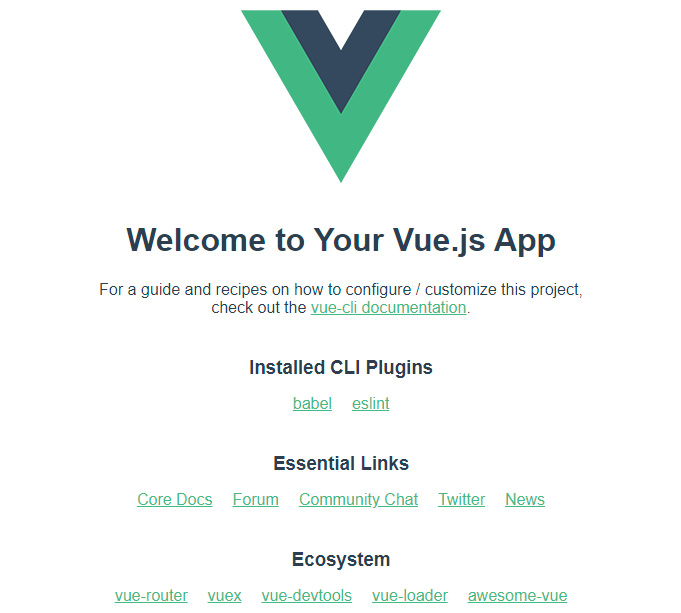 Welcome to Your Vue.js App
For a guide and recipes on how to configure / customize this project,
check out the vue-cli documentation.
Installed CLI Plugins
babel eslint
Essential Links
Core Docs Forum Community Chat Twitter News
Ecosystem
vue-router vuex vue-devtools vue-loader awesome-vue